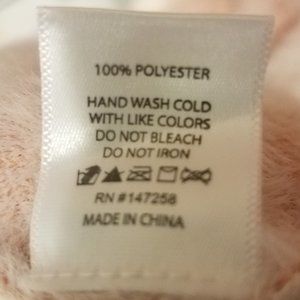 100% POLYESTER
HAND WASH COLD
WITH LIKE COLORS
DO NOT BLEACH
DO NOT IRON
RN #147258
MADE IN CHINA